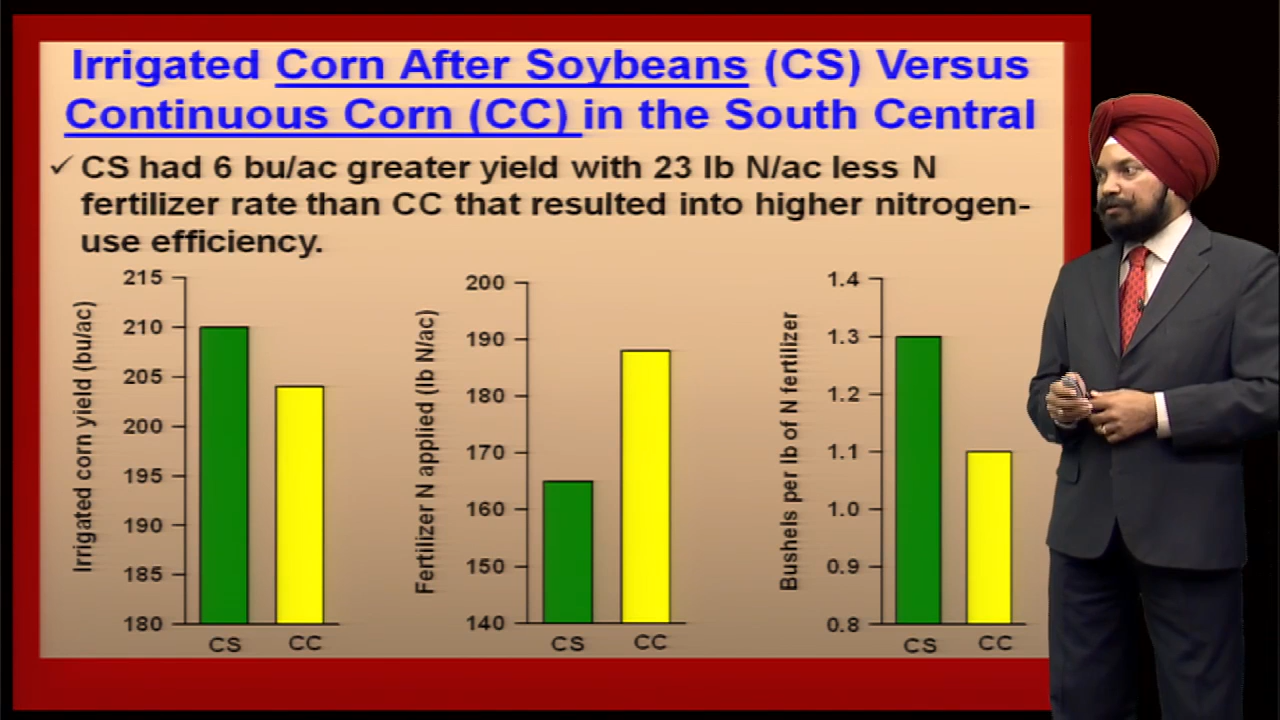 Irrigated Corn After Soybeans (CS) Versus
Continuous Corn (CC) in the South Central
✓ CS had 6 bu/ac greater yield with 23 lb N/ac less N
fertilizer rate than CC that resulted into higher nitrogen-
use efficiency.
Irrigated corn yield (bu/ac)
215
210
205
200
195
190
185
180
CS CC
Fertilizer N applied (lb N/ac)
200
190
180
170
160
150
140
CS CC
Bushels per lb of N fertilizer
1.4
1.3
1.2
1.1
1.0
0.9
0.8
CS CC